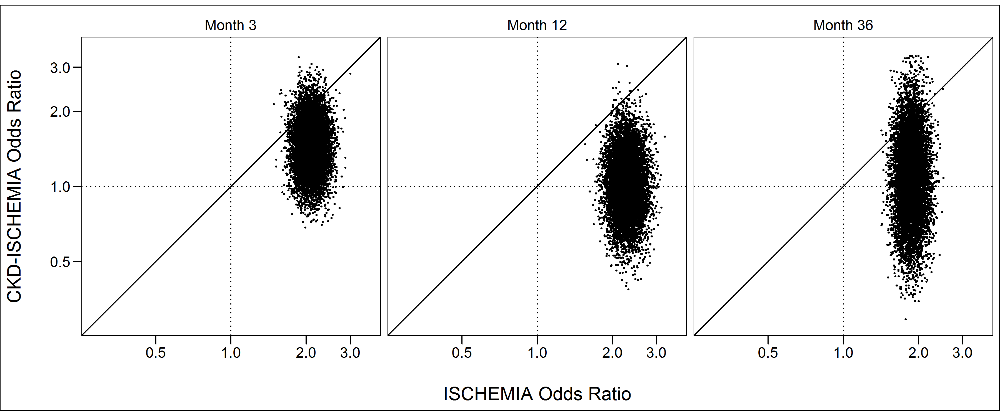 Month 3
Month 12
Month 36
CKD-ISCHEMIA Odds Ratio
3.0
2.0
1.0
0.5
0.5 1.0 2.0 3.0
0.5 1.0 2.0 3.0
0.5 1.0 2.0 3.0
ISCHEMIA Odds Ratio